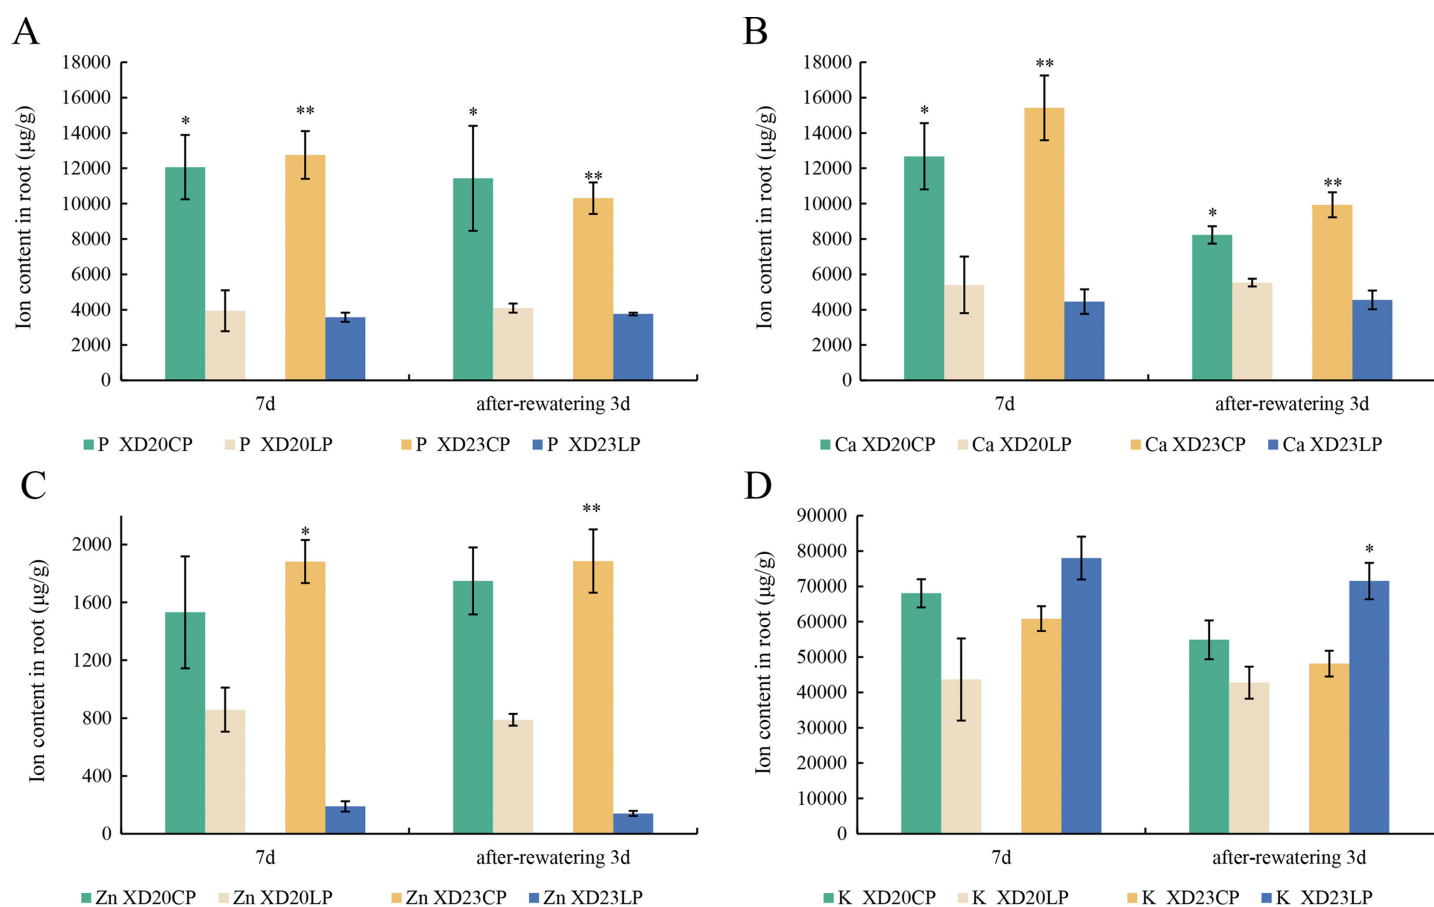 A
Ion content in root (μg/g)
18000
16000
14000
12000
10000
8000
6000
4000
2000
0
*
**
*
**
7d
after-rewatering 3d
P XD20CP
P XD20LP
P XD23CP
P XD23LP
B
Ion content in root (μg/g)
18000
16000
14000
12000
10000
8000
6000
4000
2000
0
*
**
*
**
7d
after-rewatering 3d
Ca XD20CP
Ca XD20LP
Ca XD23CP
Ca XD23LP
C
Ion content in root (μg/g)
2000
1600
1200
800
400
0
*
**
7d
after-rewatering 3d
Zn XD20CP
Zn XD20LP
Zn XD23CP
Zn XD23LP
D
Ion content in root (μg/g)
90000
80000
70000
60000
50000
40000
30000
20000
10000
0
*
7d
after-rewatering 3d
K XD20CP
K XD20LP
K XD23CP
K XD23LP